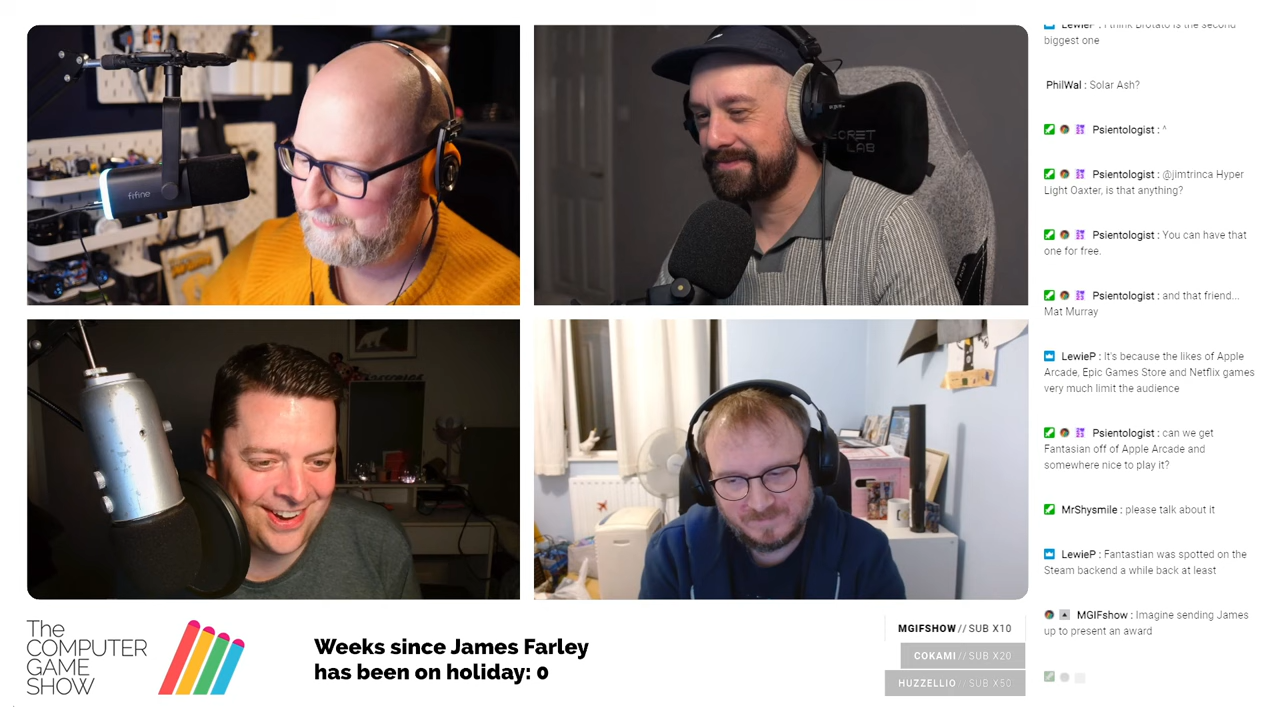 fifine
SECRET
LAB
LewieP : I think Brotato is the second
biggest one
PhilWal : Solar Ash?
Psientologist : ^
Psientologist : @jimtrinca Hyper
Light Oaxter, is that anything?
Psientologist : You can have that
one for free.
Psientologist : and that friend...
Mat Murray
LewieP : It's because the likes of Apple
Arcade, Epic Games Store and Netflix games
very much limit the audience
Psientologist : can we get
Fantasian off of Apple Arcade and
somewhere nice to play it?
MrShysmile : please talk about it
LewieP : Fantastian was spotted on the
Steam backend a while back at least
MGIFshow : Imagine sending James
up to present an award
The
COMPUTER
GAME
SHOW
Weeks since James Farley
has been on holiday: 0
MGIFSHOW // SUB X10
COKAMI // SUB X20
HUZZELLIO // SUB X50